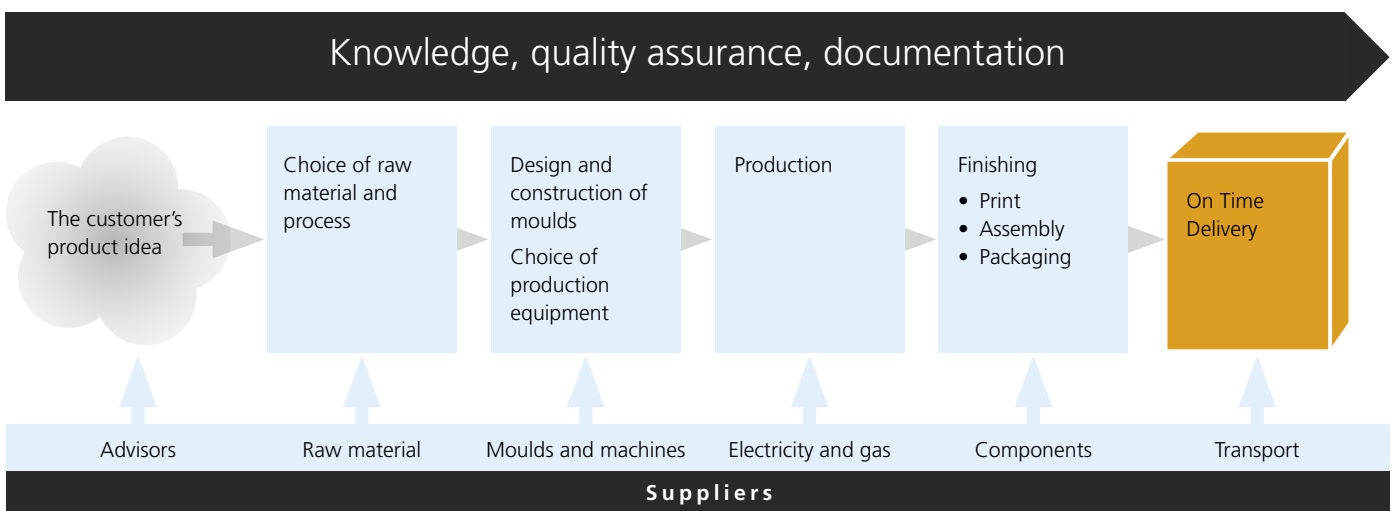 Knowledge, quality assurance, documentation
The customer’s
product idea
Choice of raw
material and
process
Design and
construction of
moulds
Choice of
production
equipment
Production
Finishing
• Print
• Assembly
• Packaging
On Time
Delivery
Advisors
Raw material
Moulds and machines
Electricity and gas
Components
Transport
Suppliers